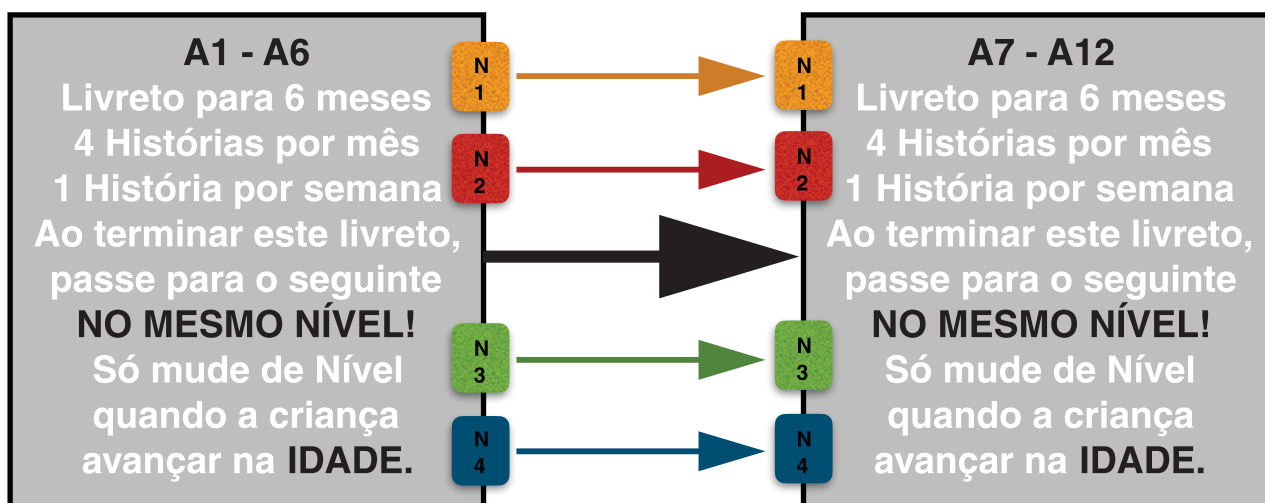 A1 - A6
Livreto para 6 meses
4 Histórias por mês
1 História por semana
Ao terminar este livreto,
passe para o seguinte
NO MESMO NÍVEL!
Só mude de Nível
quando a criança
avançar na IDADE.
N
1
N
2
N
3
N
4
N
1
N
2
N
3
N
4
A7 - A12
Livreto para 6 meses
4 Histórias por mês
1 História por semana
Ao terminar este livreto,
passe para o seguinte
NO MESMO NÍVEL!
Só mude de Nível
quando a criança
avançar na IDADE.